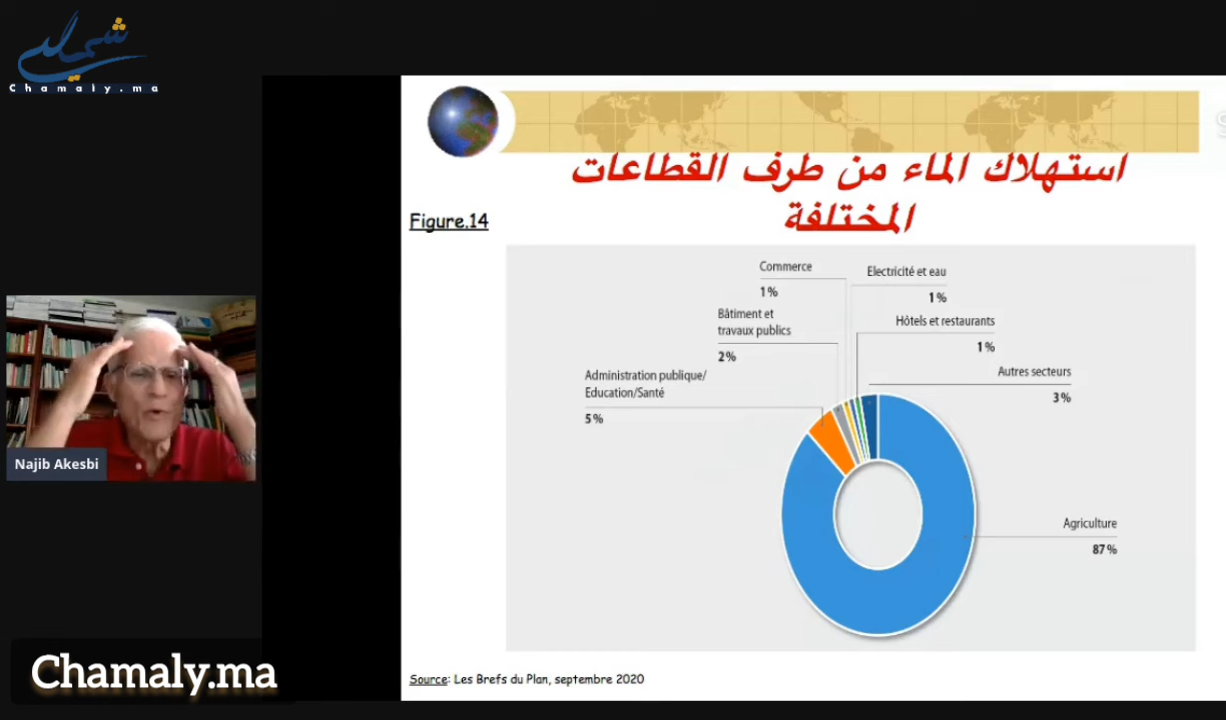 شمالي
Chamaly.ma
استهلاك الماء من طرف القطاعات
المختلفة
Figure.14
Commerce
1%
Electricité et eau
1%
Bâtiment et
travaux publics
2%
Hôtels et restaurants
1%
Administration publique/
Education/Santé
5%
Autres secteurs
3%
Agriculture
87%
Najib Akesbi
Chamaly.ma
Source: Les Brefs du Plan, septembre 2020